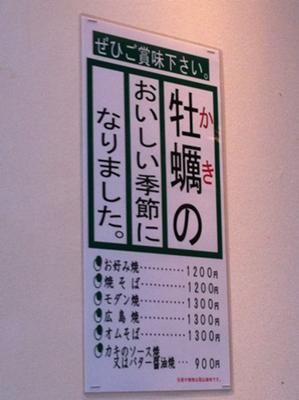 ぜひご賞味下さい。
牡蠣の
かき
おいしい季節に
なりました。
お好み焼…………1200円
焼そば…………1200円
モダン焼…………1300円
広島焼…………1300円
オムそば…………1300円
カキのソース焼
又はバター醤油焼… 900円